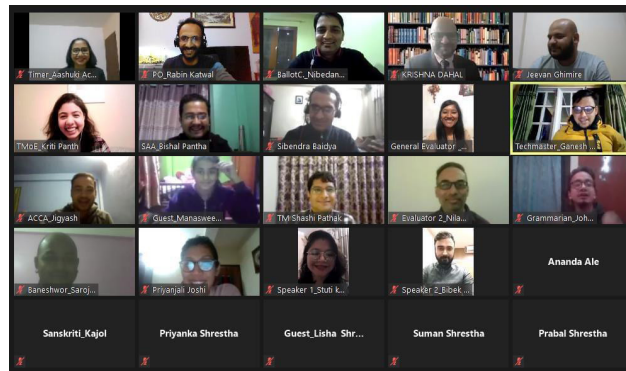 Timer_Aashuki Ac...
PO_Rabin Katwal
BallotC_Nibedan...
KRISHNA DAHAL
Jeevan Ghimire
TMoE_Kriti Panth
SAA_Bishal Pantha
Sibendra Baidya
General Evaluator _...
Techmaster_Ganesh ...
ACCA_Jigyash
Guest_Manaswee...
TM Shashi Pathak
Evaluator 2_Nila...
Grammarian_Joh...
Baneshwor_Saroj...
Priyanjali Joshi
Speaker 1_Stuti k...
Speaker 2_Bibek ...
Ananda Ale
Sanskriti_Kajol
Priyanka Shrestha
Guest_Lisha Shr...
Suman Shrestha
Prabal Shrestha